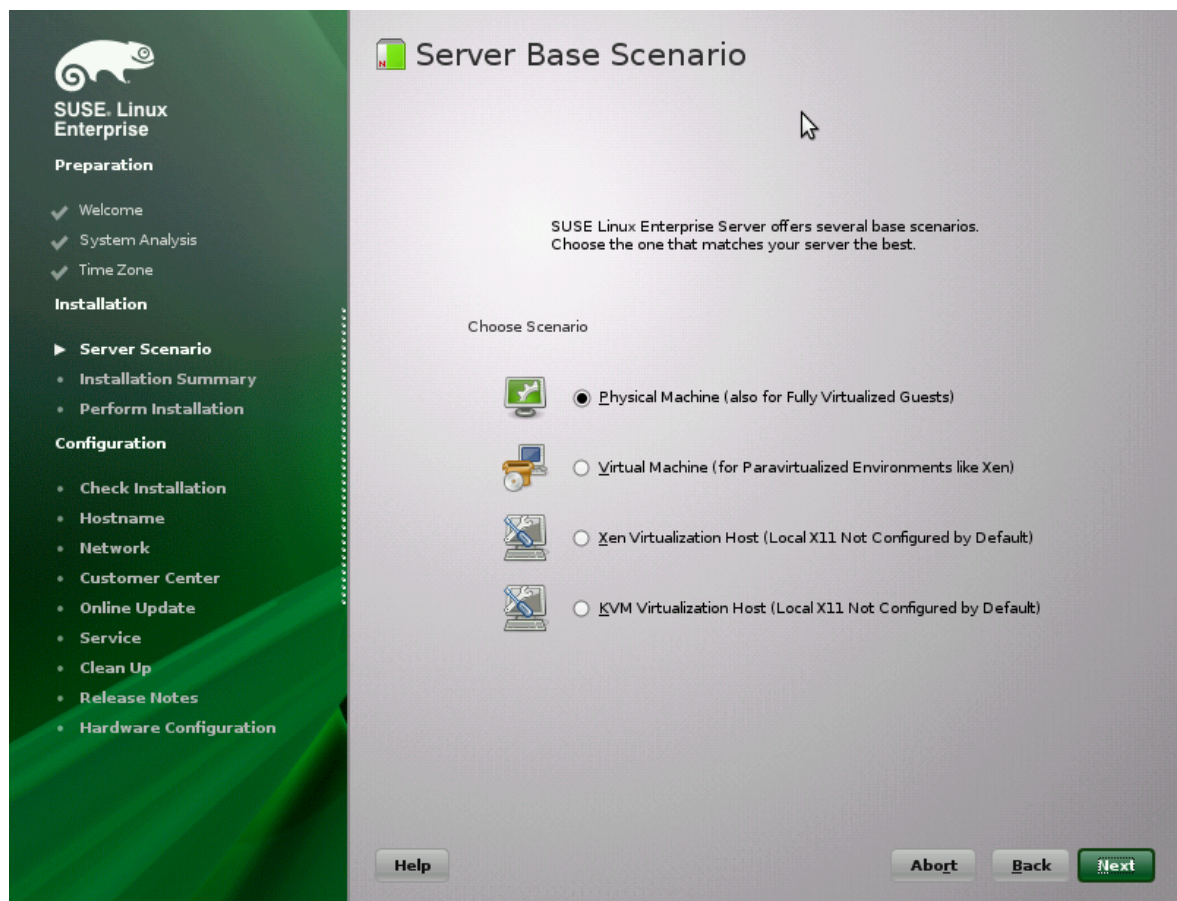 SUSE. Linux
Enterprise
Preparation
Welcome
System Analysis
Time Zone
Installation
Server Scenario
Installation Summary
Perform Installation
Configuration
Check Installation
Hostname
Network
Customer Center
Online Update
Service
Clean Up
Release Notes
Hardware Configuration
N
Server Base Scenario
SUSE Linux Enterprise Server offers several base scenarios.
Choose the one that matches your server the best.
Choose Scenario
Physical Machine (also for Fully Virtualized Guests)
Virtual Machine (for Paravirtualized Environments like Xen)
Xen Virtualization Host (Local X11 Not Configured by Default)
KVM Virtualization Host (Local X11 Not Configured by Default)
Help
Abort
Back
Next